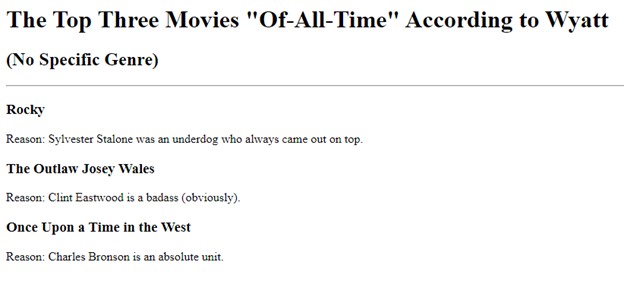 The Top Three Movies "Of-All-Time" According to Wyatt
(No Specific Genre)
Rocky
Reason: Sylvester Stalone was an underdog who always came out on top.
The Outlaw Josey Wales
Reason: Clint Eastwood is a badass (obviously).
Once Upon a Time in the West
Reason: Charles Bronson is an absolute unit.